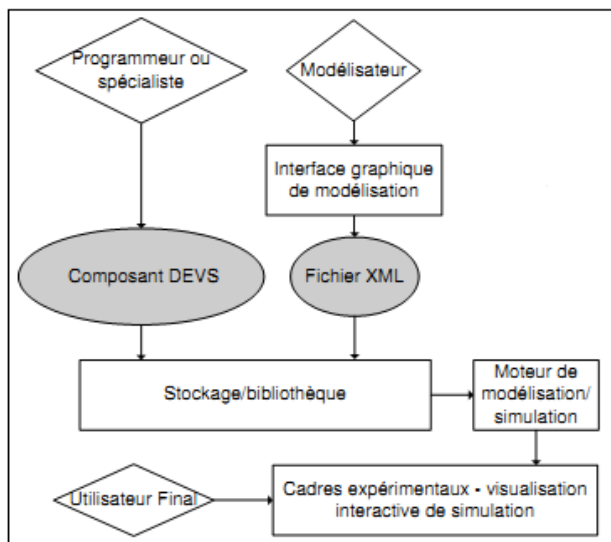 Programmeur ou
spécialiste
Modélisateur
Interface graphique
de modélisation
Composant DEVS
Fichier XML
Stockage/bibliothèque
Moteur de
modélisation/
simulation
Utilisateur Final
Cadres expérimentaux - visualisation
interactive de simulation